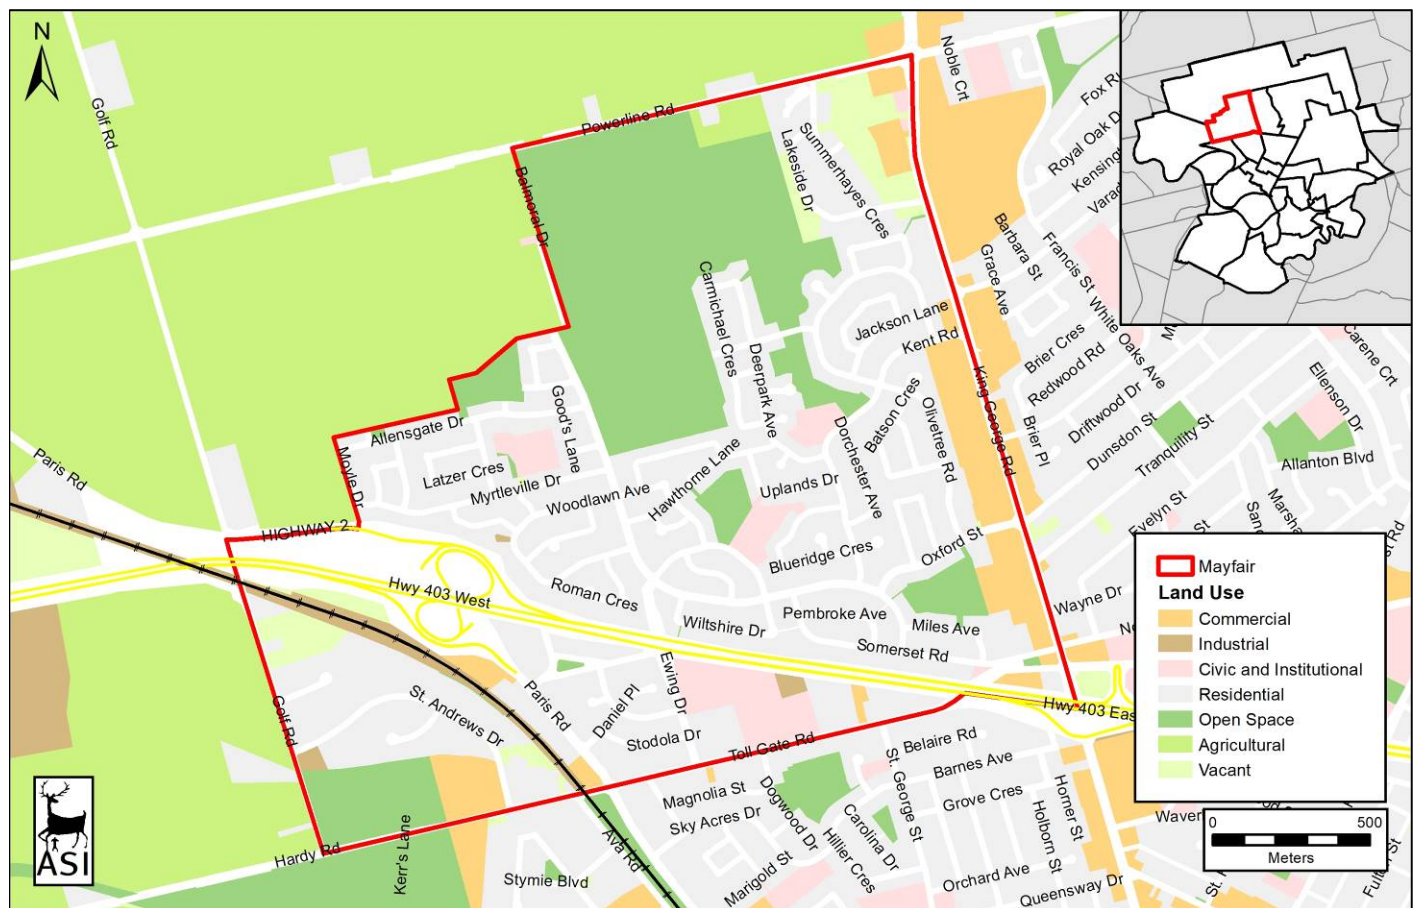 N
Golf Rd
Powerline Rd
Noble Crt
Royal Oak D
Kensingt
Varad
Balmoral Dr
Lakeside Dr
Summerhayes Cres
Barbara St
Francis St
Grace Ave
White Oaks Ave
Carmichael Cres
Jackson Lane
Kent Rd
Deerpark Ave
Brier Cres
Redwood Rd
Carene Crt
Ellenson Dr
King George Rd
Good's Lane
Batson Cres
Olivetree Rd
Driftwood Dr
Dunsdon St
Tranquility St
Brier Pl
Allensgate Dr
Moyle Dr
Paris Rd
Latzer Cres
Myrtleville Dr
Woodlawn Ave
Hawthorne Lane
Uplands Dr
Dorchester Ave
Allanton Blvd
Evelyn St
St
HIGHWAY 2
Oxford St
Blueridge Cres
Hwy 403 West
Roman Cres
Wiltshire Dr
Pembroke Ave
Miles Ave
Somerset Rd
Wayne Dr
Mayfair
Land Use
Commercial
Industrial
Civic and Institutional
Residential
Open Space
Agricultural
Vacant
Ewing Dr
Paris Rd
Daniel Pl
Golf Rd
St. Andrews Dr
Stodola Dr
Toll Gate Rd
Hwy 403 Eas
Belaire Rd
Barnes Ave
St. George St
Grove Cres
Horner St
Holborn St
Magnolia St
Sky Acres Dr
Dogwood Dr
Carolina Dr
Hillier Cres
Waver
0 500
Meters
ASI
Hardy Rd
Kerr's Lane
Ava Rd
Stymie Blvd
Marigold St
Orchard Ave
Queensway Dr